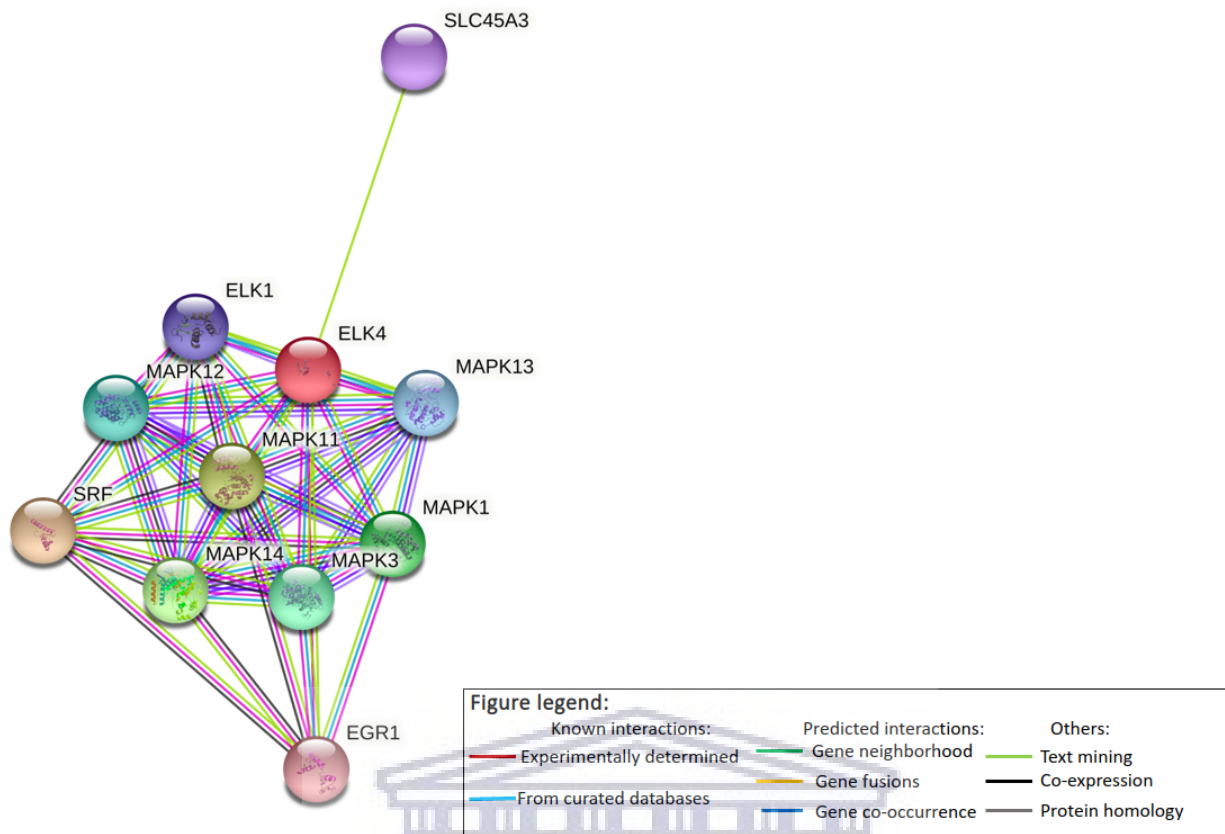 SLC45A3
ELK1
ELK4
MAPK12
MAPK13
MAPK11
SRF
MAPK1
MAPK14
MAPK3
EGR1
Figure legend:
Known interactions:
Experimentally determined
From curated databases
Predicted interactions:
Gene neighborhood
Gene fusions
Gene co-occurrence
Others:
Text mining
Co-expression
Protein homology